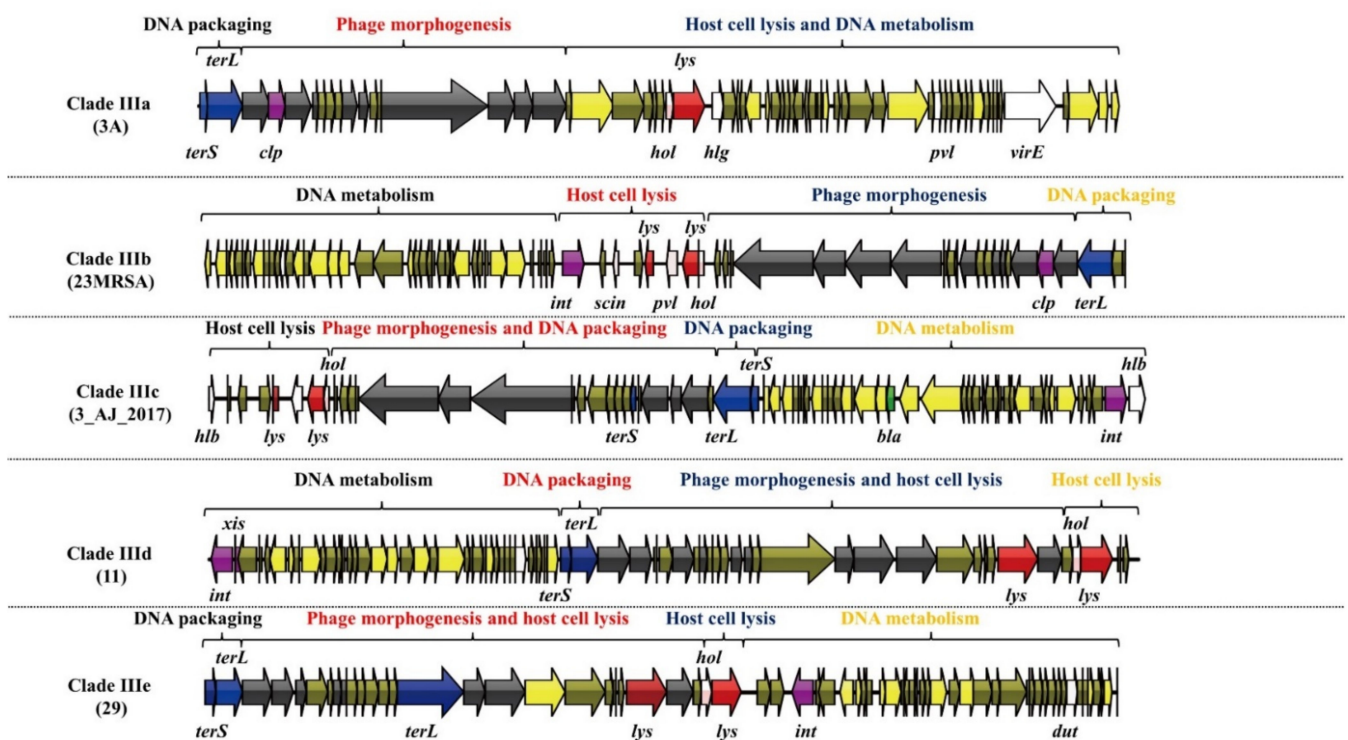 DNA packaging Phage morphogenesis Host cell lysis and DNA metabolism
terL lys
Clade IIIa
(3A)
terS clp hol hlg pvl virE
DNA metabolism Host cell lysis Phage morphogenesis DNA packaging
lys lys
Clade IIIb
(23MRSA)
int scin pvl hol clp terL
Host cell lysis Phage morphogenesis and DNA packaging DNA packaging DNA metabolism
hol terS hlb
Clade IIIc
(3_AJ_2017)
hlb lys lys terS terL bla int
DNA metabolism DNA packaging Phage morphogenesis and host cell lysis Host cell lysis
xis terL hol
Clade IIId
(11)
int terS lys lys
DNA packaging Phage morphogenesis and host cell lysis Host cell lysis DNA metabolism
terL hol
Clade IIIe
(29)
terS terL lys lys int dut